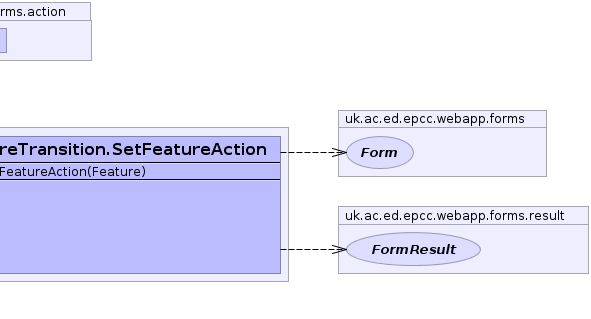 rms.action
uk.ac.ed.epcc.webapp.forms
Form
reTransition.SetFeatureAction
FeatureAction(Feature)
uk.ac.ed.epcc.webapp.forms.result
FormResult